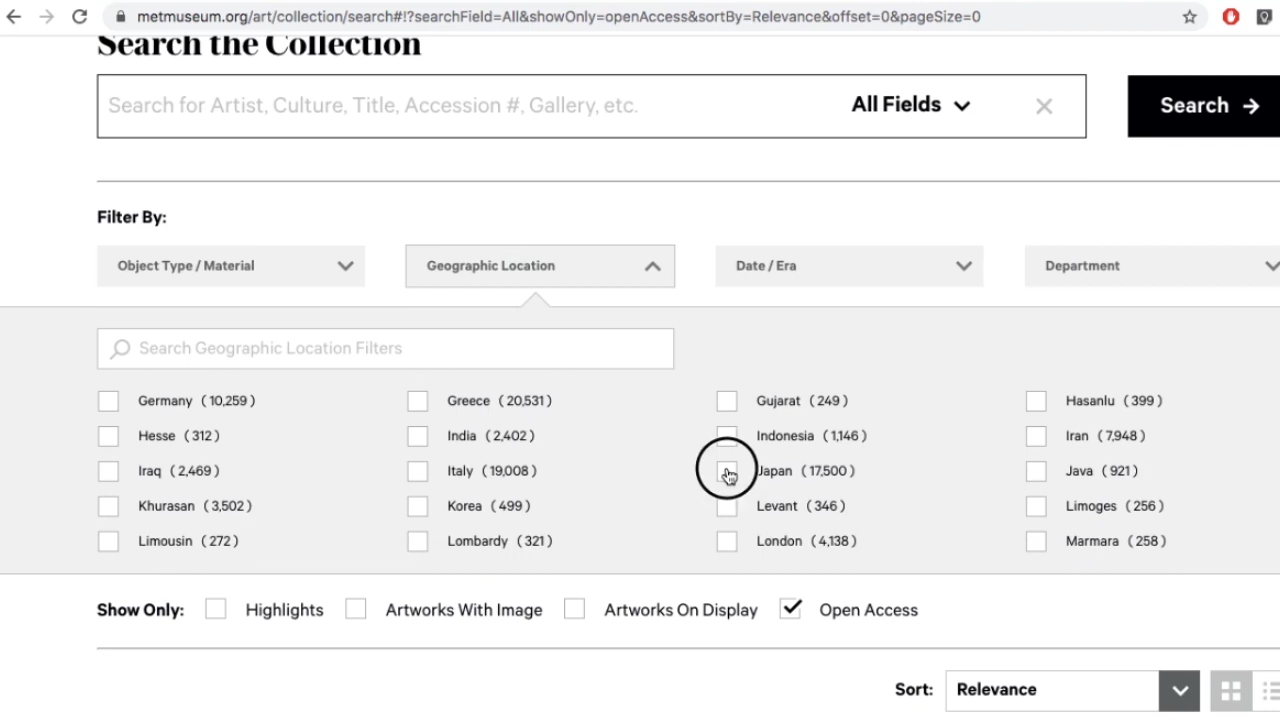 metmuseum.org/art/collection/search#!?searchField=All&showOnly=openAccess&sortBy=Relevance&offset=0&pageSize=0
Search the Collection
Search for Artist, Culture, Title, Accession #, Gallery, etc. All Fields Search
Filter By:
Object Type / Material Geographic Location Date / Era Department
Search Geographic Location Filters
Germany (10,259) Greece (20,531) Gujarat (249) Hasanlu (399)
Hesse (312) India (2,402) Indonesia (1,146) Iran (7,948)
Iraq (2,469) Italy (19,008) Japan (17,500) Java (921)
Khurasan (3,502) Korea (499) Levant (346) Limoges (256)
Limousin (272) Lombardy (321) London (4,138) Marmara (258)
Show Only: Highlights Artworks With Image Artworks On Display Open Access
Sort: Relevance